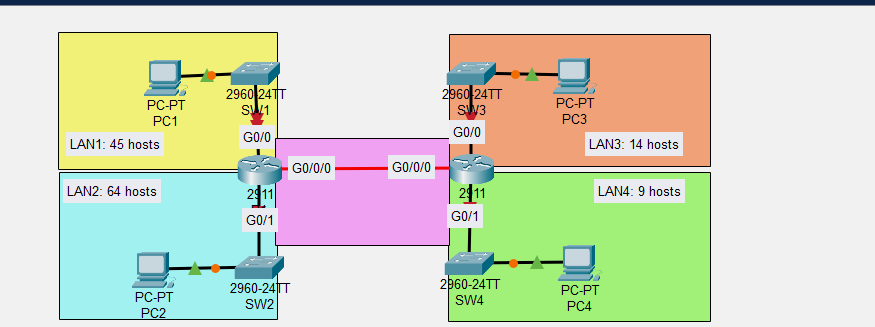 PC-PT
PC1
2960-24TT
SW1
LAN1: 45 hosts
G0/0
2960-24TT
SW3
PC-PT
PC3
G0/0
LAN3: 14 hosts
G0/0/0
G0/0/0
2911
2911
LAN2: 64 hosts
LAN4: 9 hosts
G0/1
G0/1
PC-PT
PC2
2960-24TT
SW2
2960-24TT
SW4
PC-PT
PC4